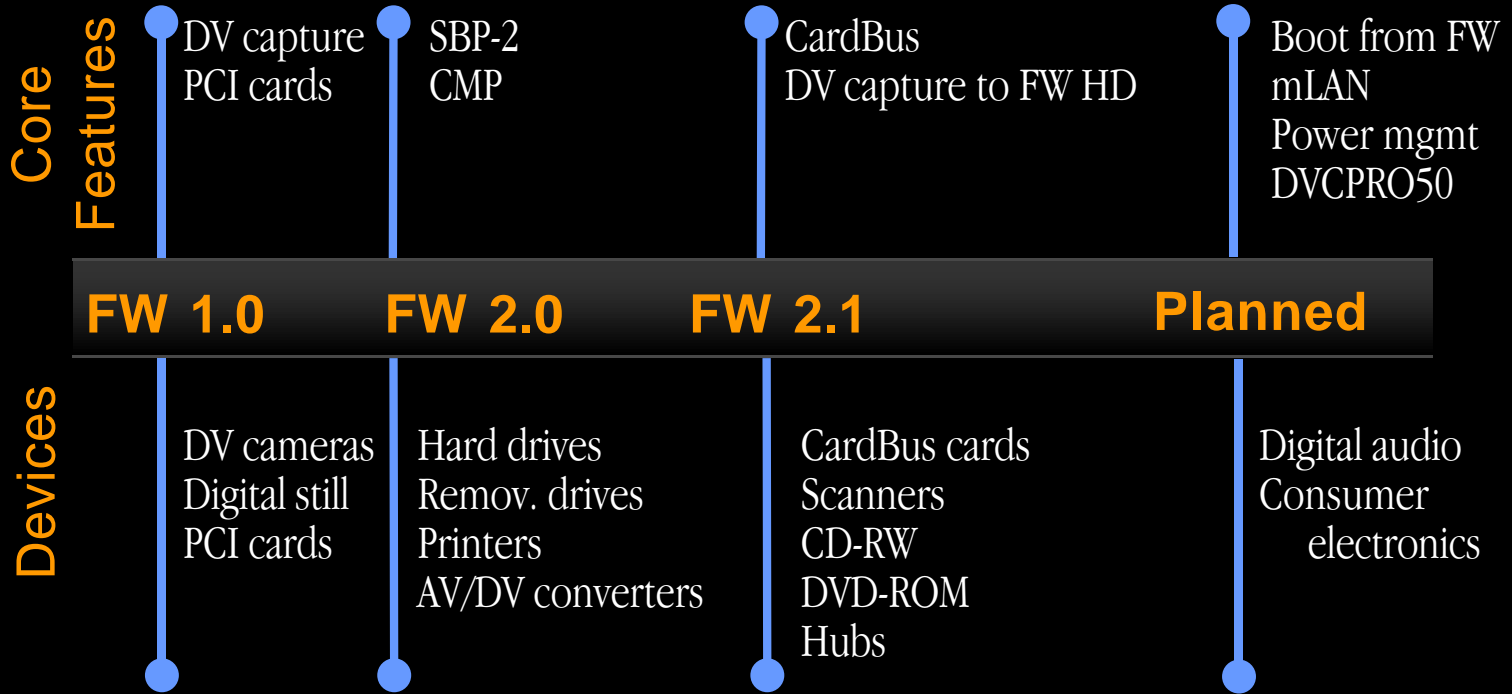 Core
Features
DV capture
PCI cards
SBP-2
CMP
CardBus
DV capture to FW HD
Boot from FW
mLAN
Power mgmt
DVCPRO50
FW 1.0
FW 2.0
FW 2.1
Planned
Devices
DV cameras
Digital still
PCI cards
Hard drives
Remov. drives
Printers
AV/DV converters
CardBus cards
Scanners
CD-RW
DVD-ROM
Hubs
Digital audio
Consumer
electronics